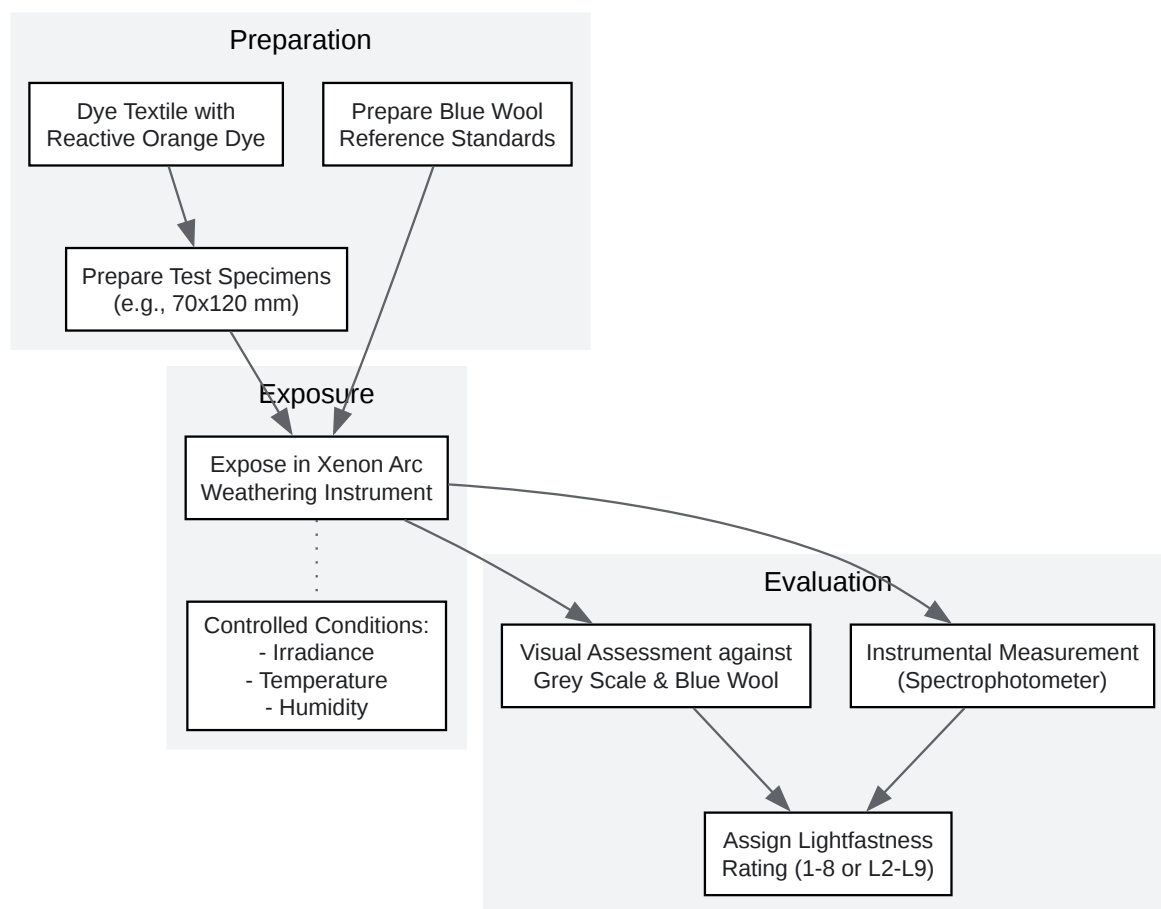 Preparation
Dye Textile with
Reactive Orange Dye
Prepare Blue Wool
Reference Standards
Prepare Test Specimens
(e.g., 70x120 mm)
Exposure
Expose in Xenon Arc
Weathering Instrument
Controlled Conditions:
- Irradiance
- Temperature
- Humidity
Evaluation
Visual Assessment against
Grey Scale & Blue Wool
Instrumental Measurement
(Spectrophotometer)
Assign Lightfastness
Rating (1-8 or L2-L9)